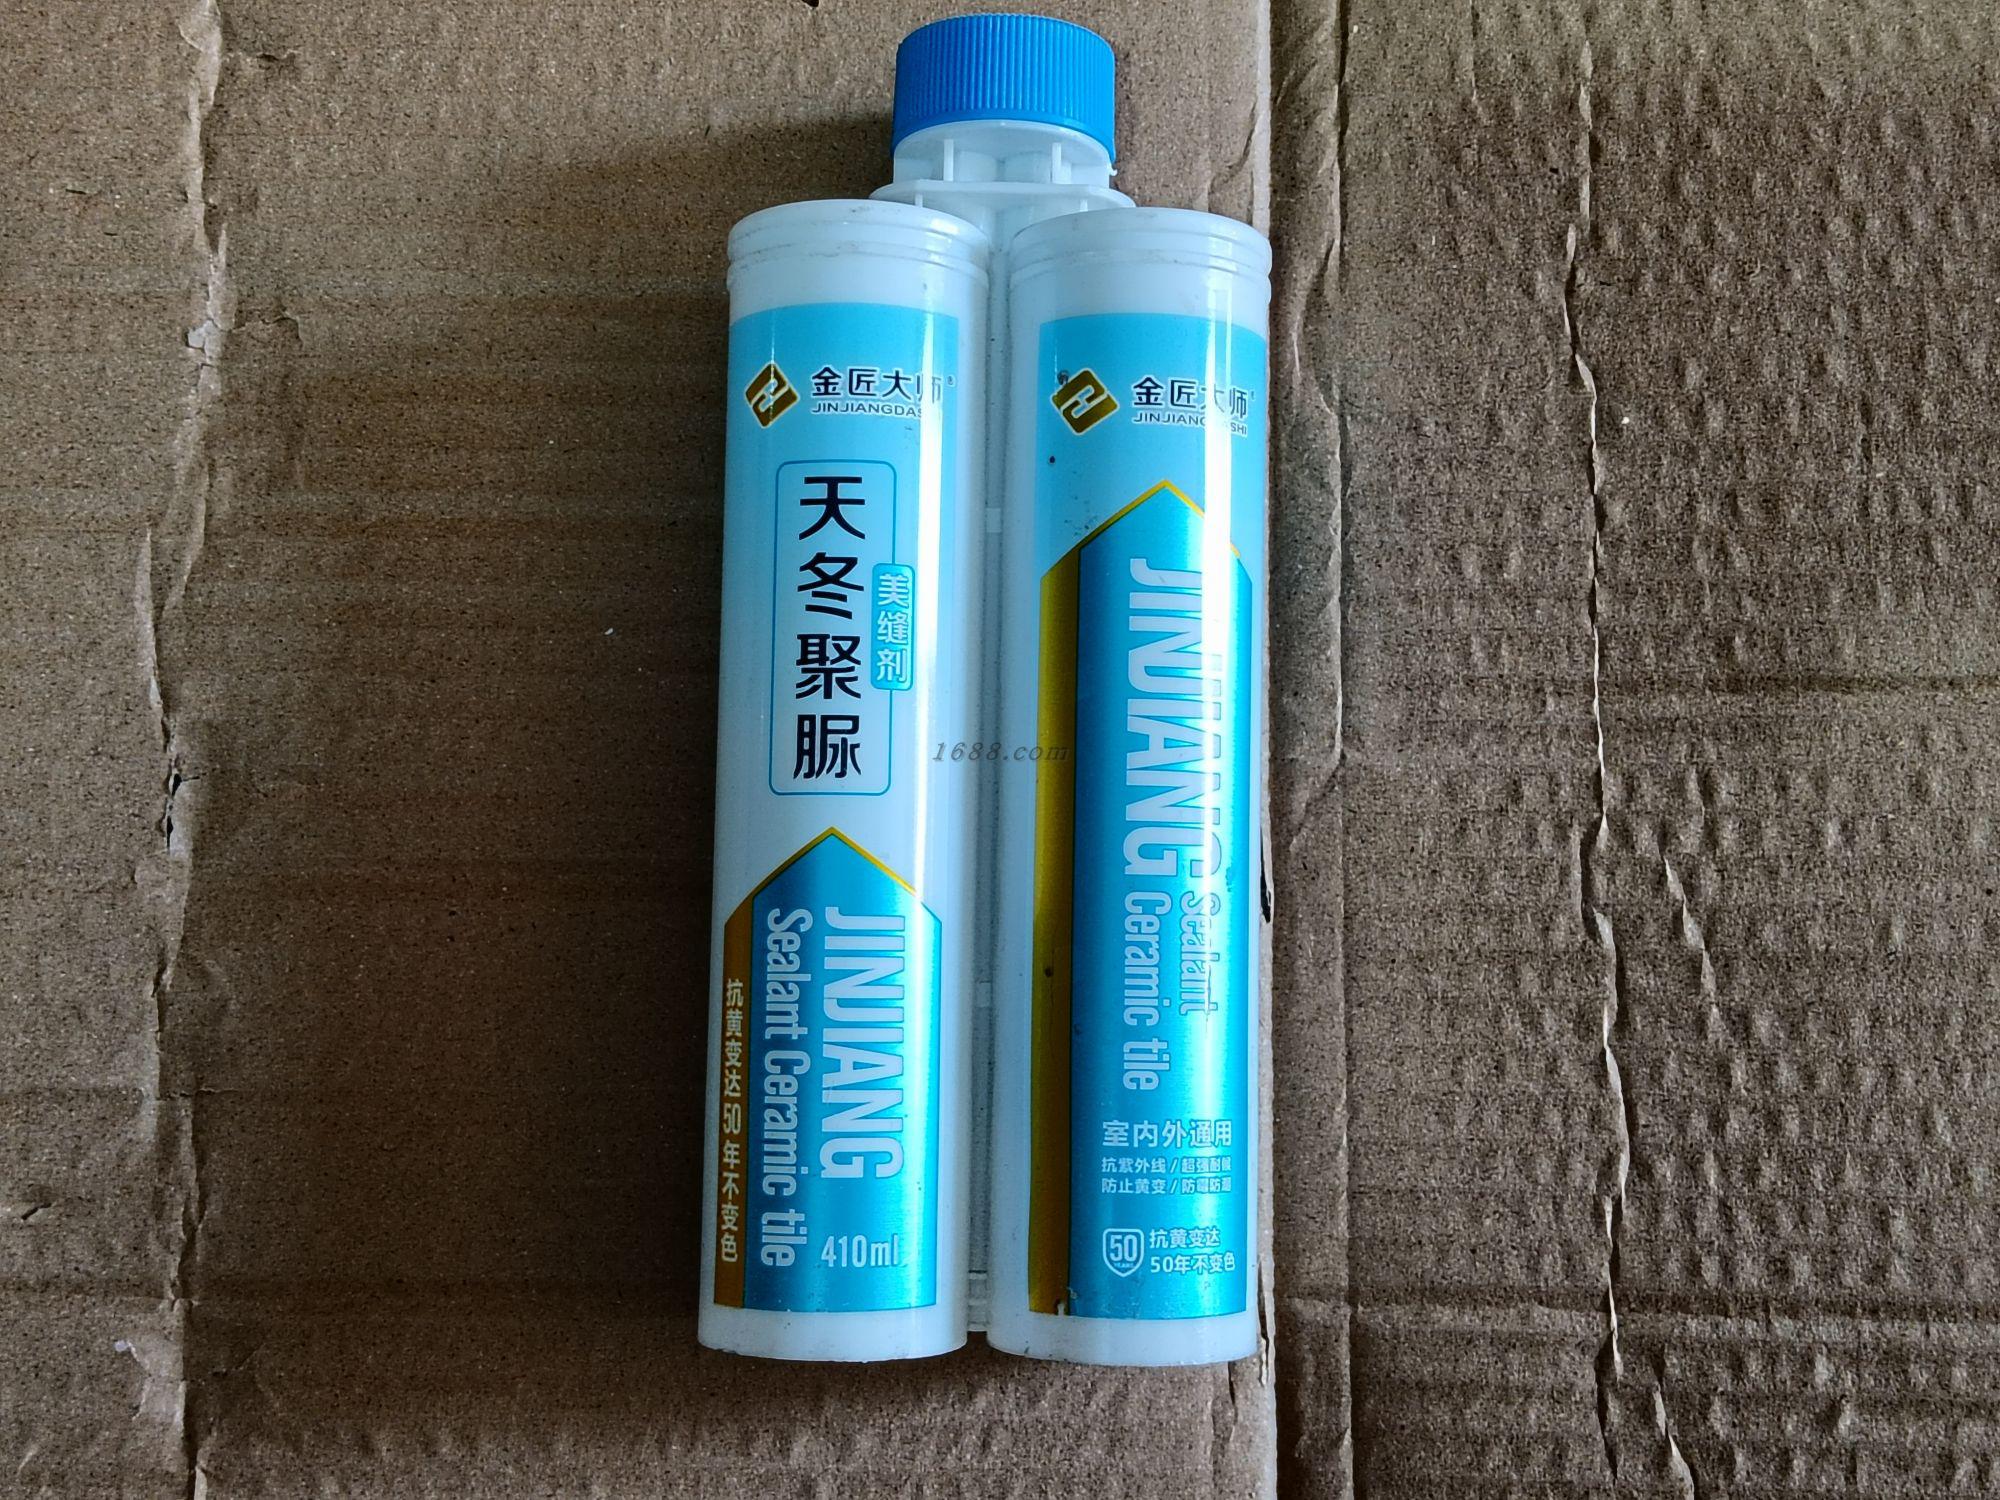 金匠大师®
JINJIANGDASHI
天冬聚脲
美缝剂
JINJIANG
Sealant Ceramic tile
抗黄变达50年不变色
410ml
金匠大师
JINJIANGDASHI
JINJIANG
Sealant
Ceramic tile
室内外通用
抗紫外线/超强耐候
防止黄变/防霉防潮
50
YEARS
抗黄变达
50年不变色
1688.com